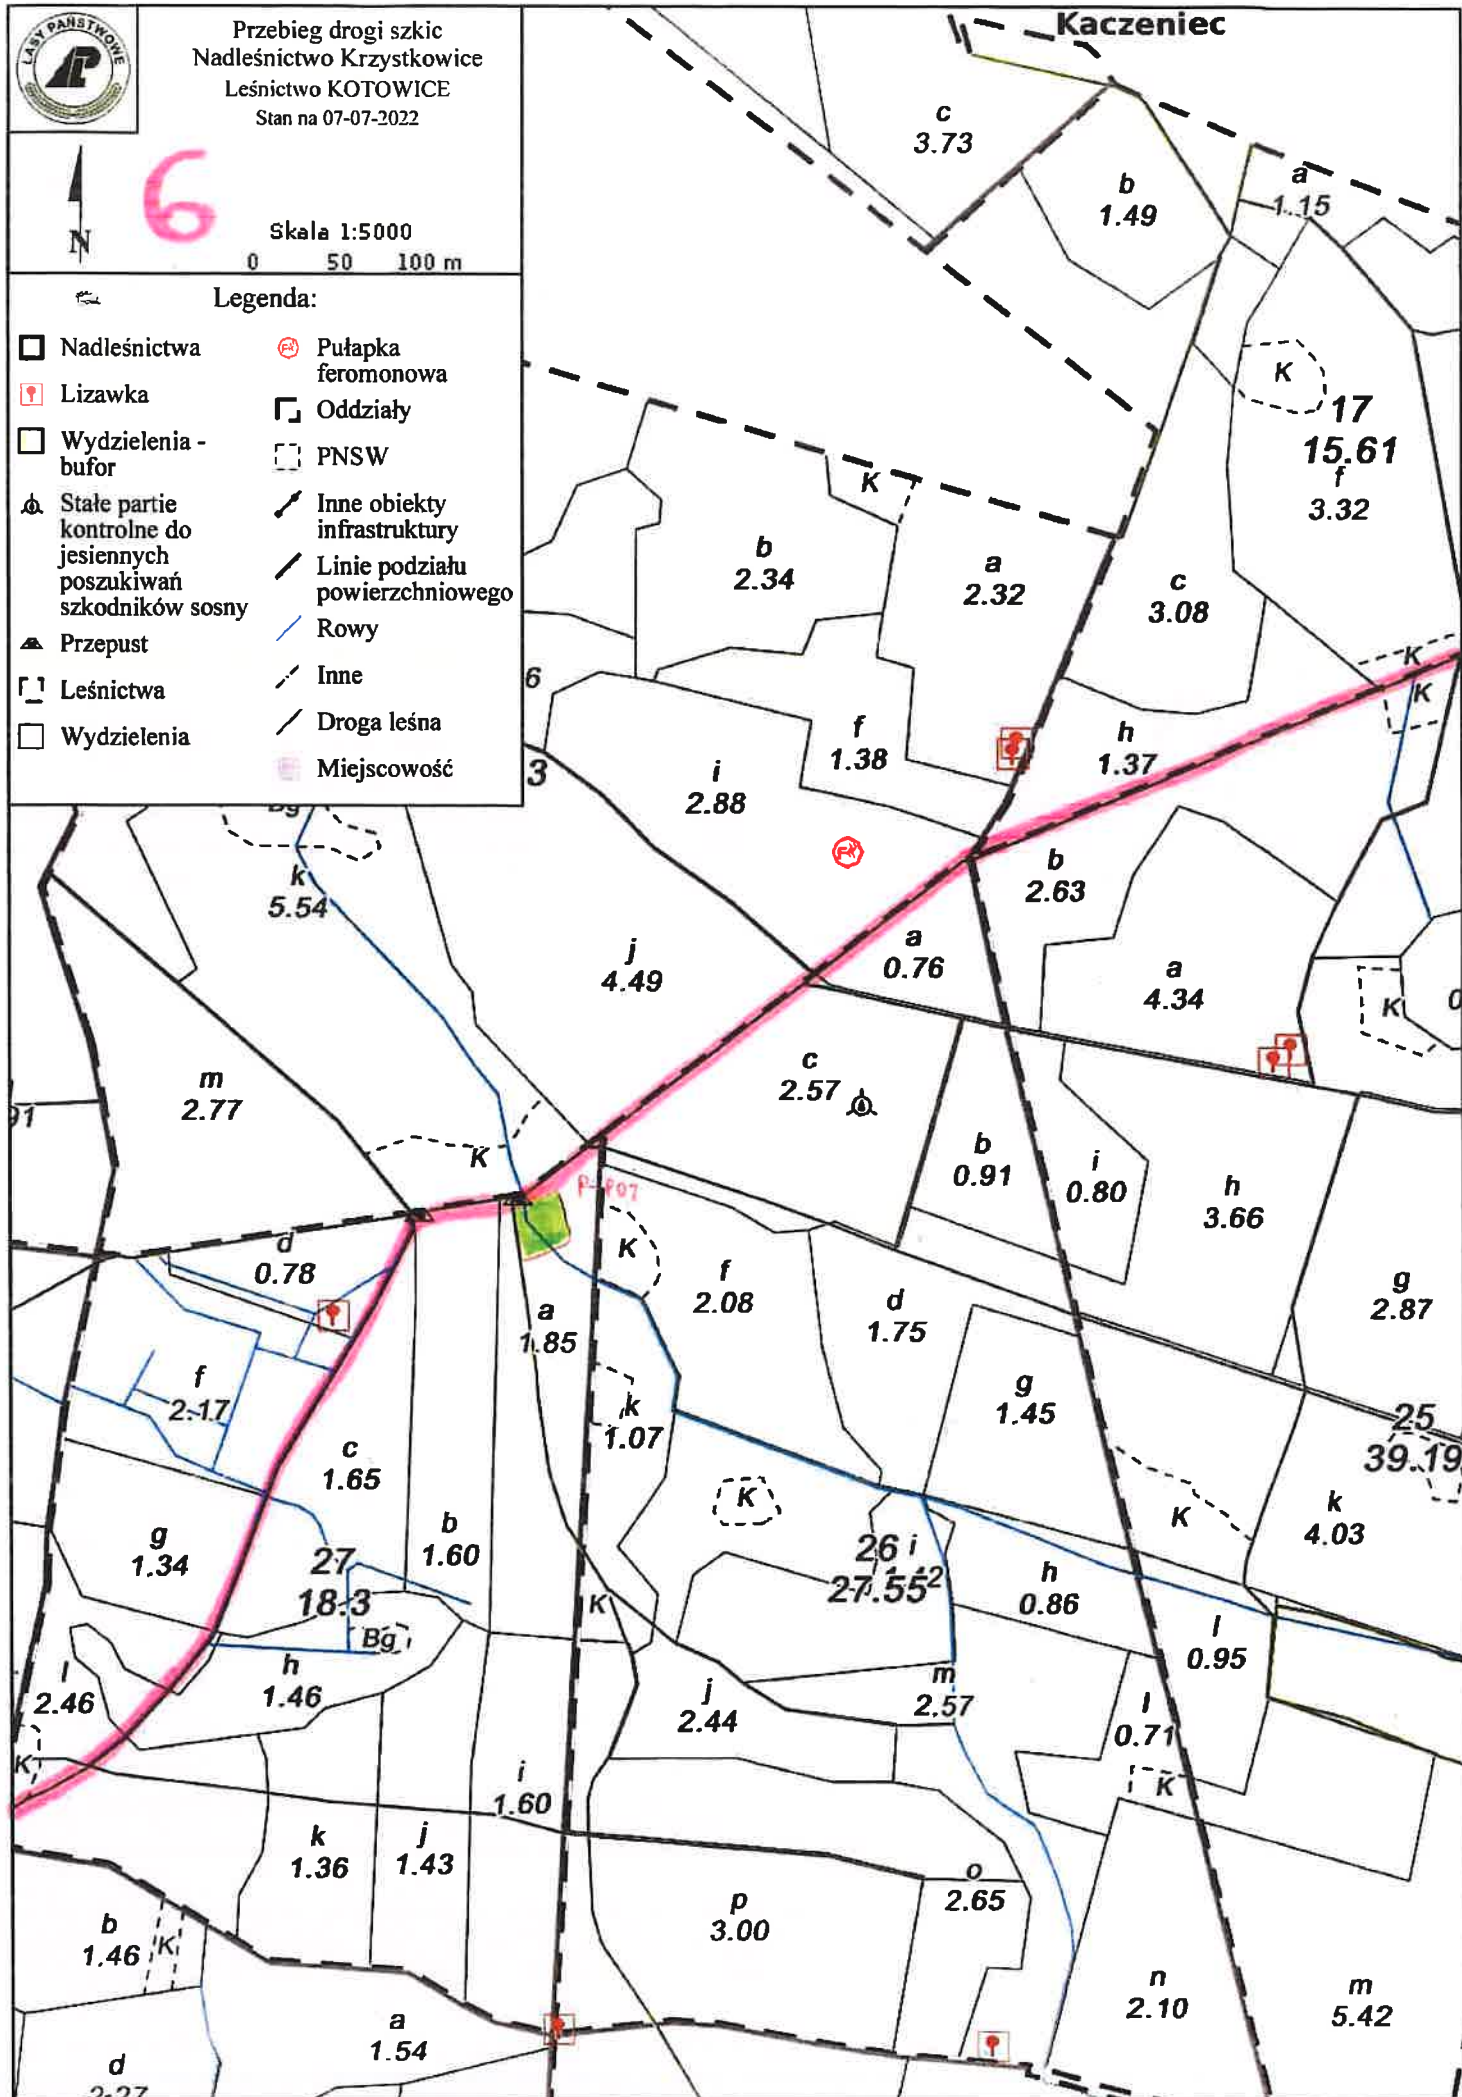 LASY PAŃSTWOWE
Przebieg drogi szkic
Nadleśnictwo Krzystkowice
Leśnictwo KOTOWICE
Stan na 07-07-2022
6
N
Skala 1:5000
0 50 100 m
Legenda:
Nadleśnictwa
Lizawka
Wydzielenia -
bufor
Stałe partie
kontrolne do
jesiennych
poszukiwań
szkodników sosny
Przepust
Leśnictwa
Wydzielenia
Pułapka
feromonowa
Oddziały
PNSW
Inne obiekty
infrastruktury
Linie podziału
powierzchniowego
Rowy
Inne
Droga leśna
Miejscowość
Kaczeniec
c
3.73
b
1.49
a
1.15
K
17
15.61
f
3.32
K
b
2.34
a
2.32
c
3.08
K
K
6
3
f
1.38
h
1.37
i
2.88
Bg
k
5.54
b
2.63
a
0.76
j
4.49
a
4.34
K
0
c
2.57
m
2.77
91
K
b
0.91
i
0.80
h
3.66
K
d
0.78
f
2.08
g
2.87
a
1.85
d
1.75
f
2.17
k
1.07
g
1.45
25
39.19
c
1.65
K
K
k
4.03
g
1.34
b
1.60
27
18.3
26
27.55
i
h
0.86
K
Bg
l
2.46
h
1.46
l
0.95
m
2.57
j
2.44
l
0.71
K
K
i
1.60
k
1.36
j
1.43
o
2.65
p
3.00
b
1.46
K
n
2.10
m
5.42
a
1.54
d
2.27